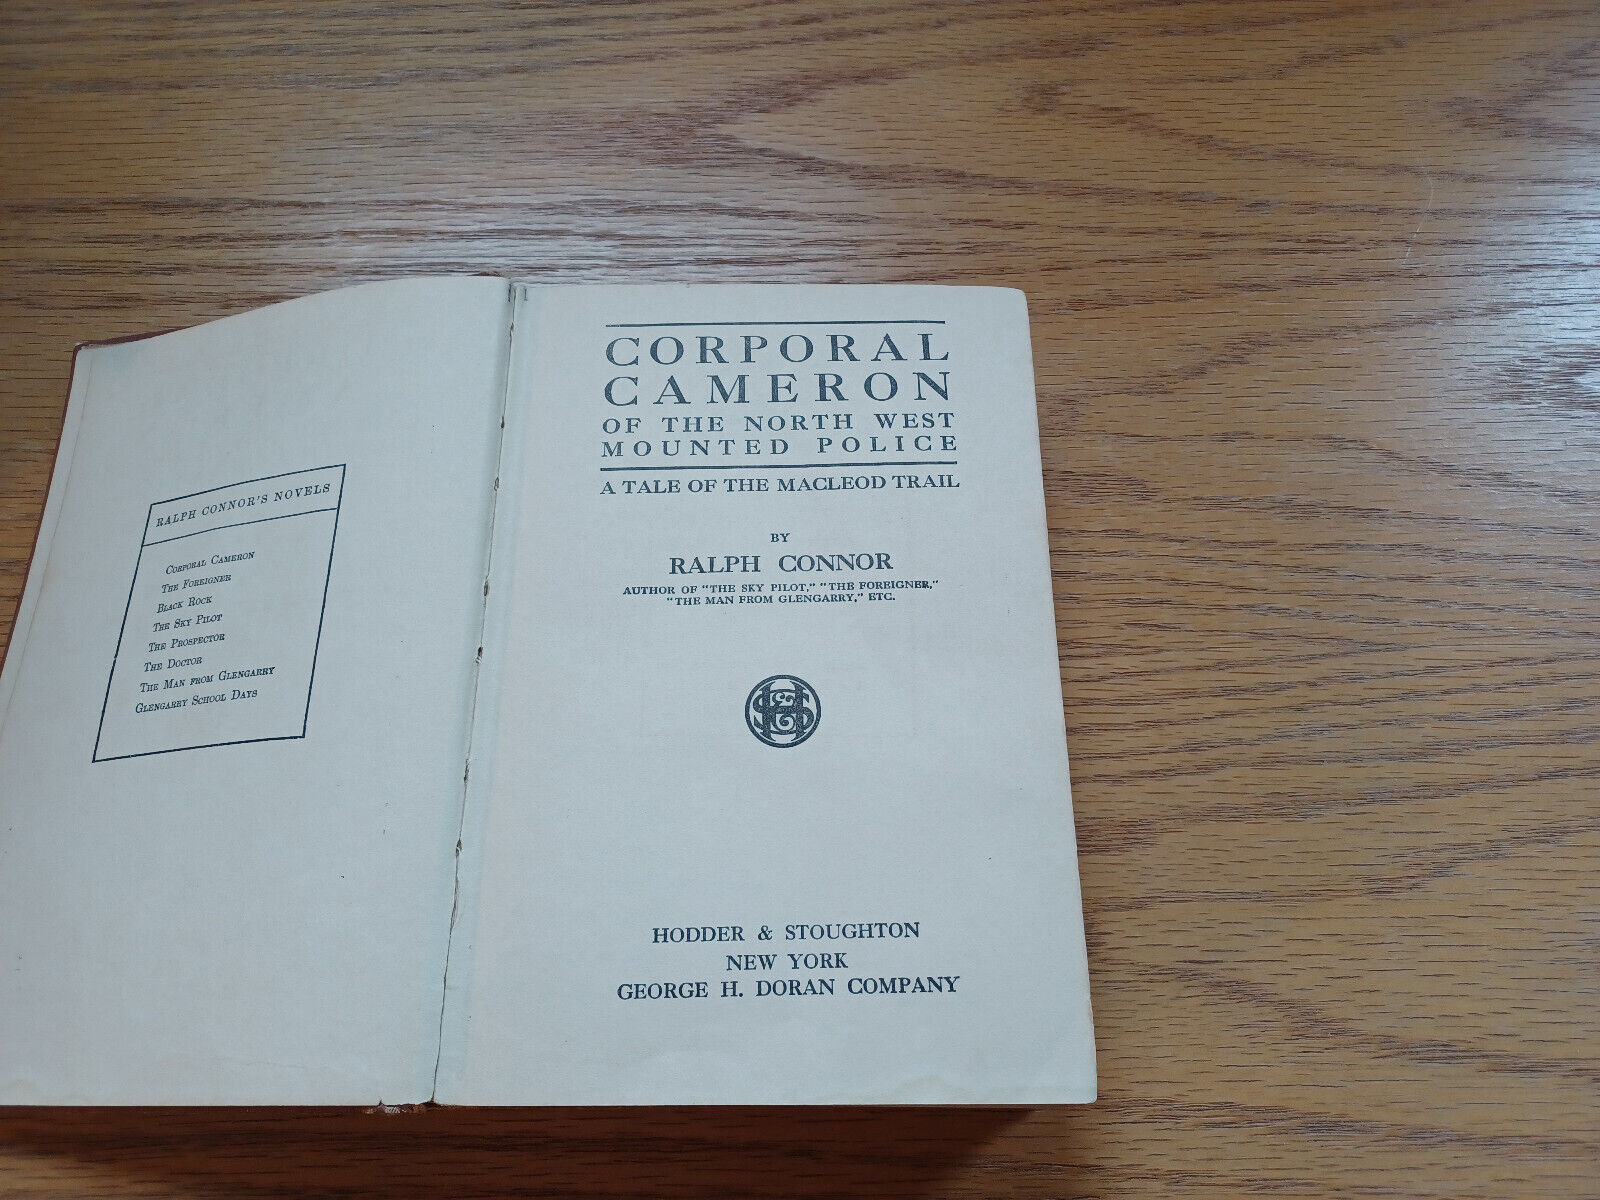 RALPH CONNOR'S NOVELS
CORPORAL CAMERON
THE FOREIGNER
BLACK ROCK
THE SKY PILOT
THE PROSPECTOR
THE DOCTOR
THE MAN FROM GLENGARRY
GLENGARRY SCHOOL DAYS
CORPORAL
CAMERON
OF THE NORTH WEST
MOUNTED POLICE
A TALE OF THE MACLEOD TRAIL
BY
RALPH CONNOR
AUTHOR OF "THE SKY PILOT," "THE FOREIGNER,"
"THE MAN FROM GLENGARRY," ETC.
H&S
HODDER & STOUGHTON
NEW YORK
GEORGE H. DORAN COMPANY